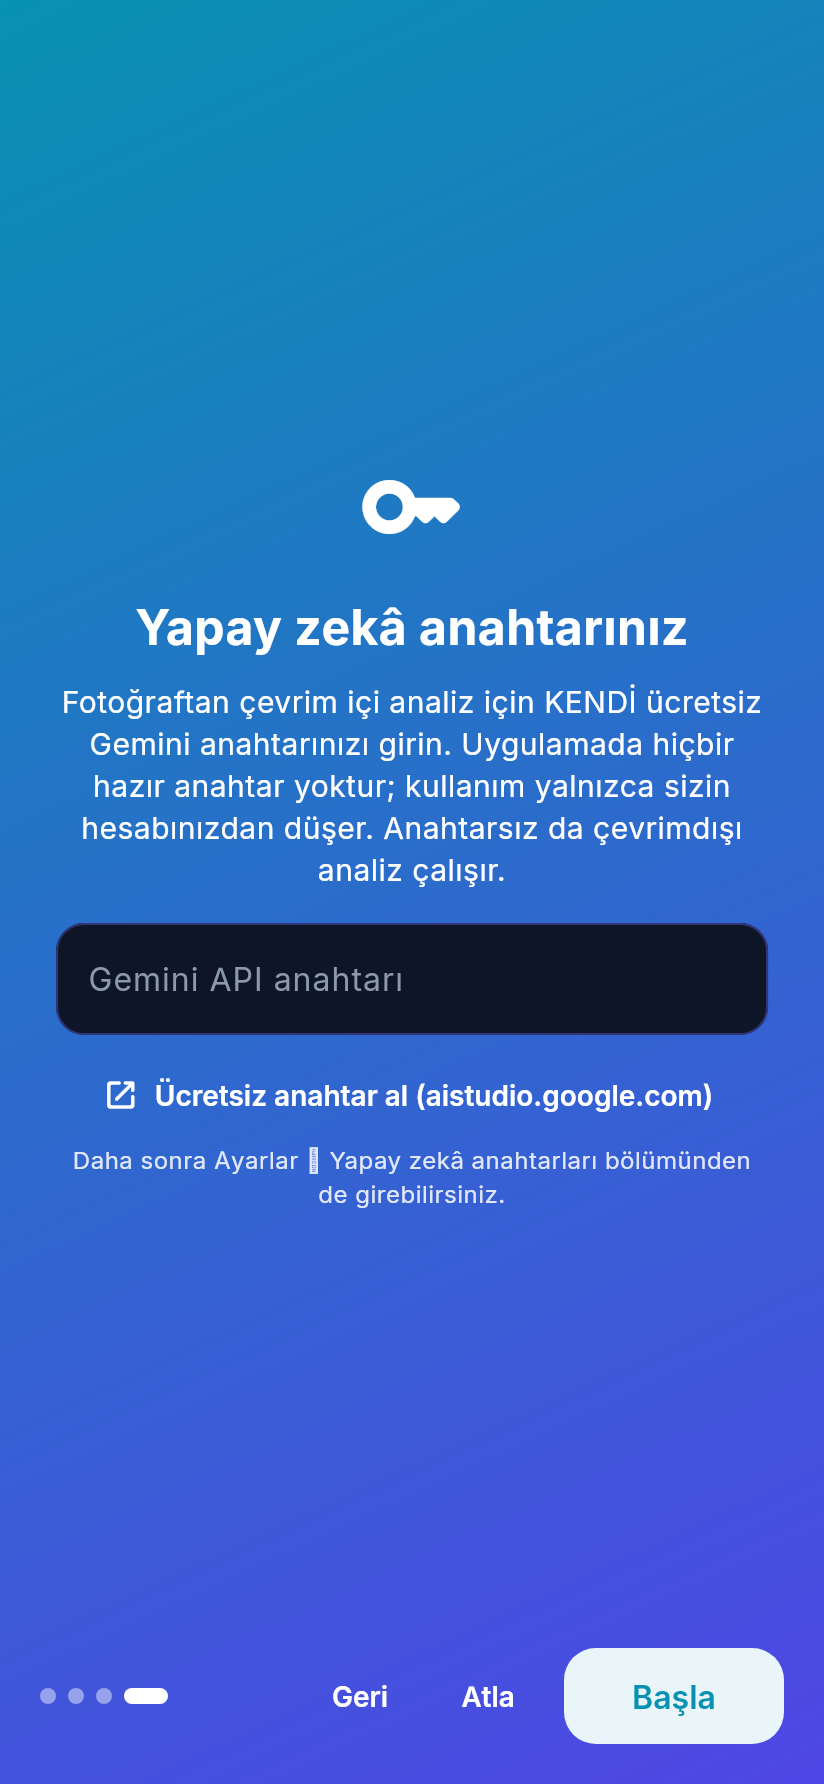 Yapay zekâ anahtarınız
Fotoğraftan çevrim içi analiz için KENDİ ücretsiz
Gemini anahtarınızı girin. Uygulamada hiçbir
hazır anahtar yoktur; kullanım yalnızca sizin
hesabınızdan düşer. Anahtarsız da çevrimdışı
analiz çalışır.
Gemini API anahtarı
Ücretsiz anahtar al (aistudio.google.com)
Daha sonra Ayarlar Yapay zekâ anahtarları bölümünden
de girebilirsiniz.
Geri Atla Başla